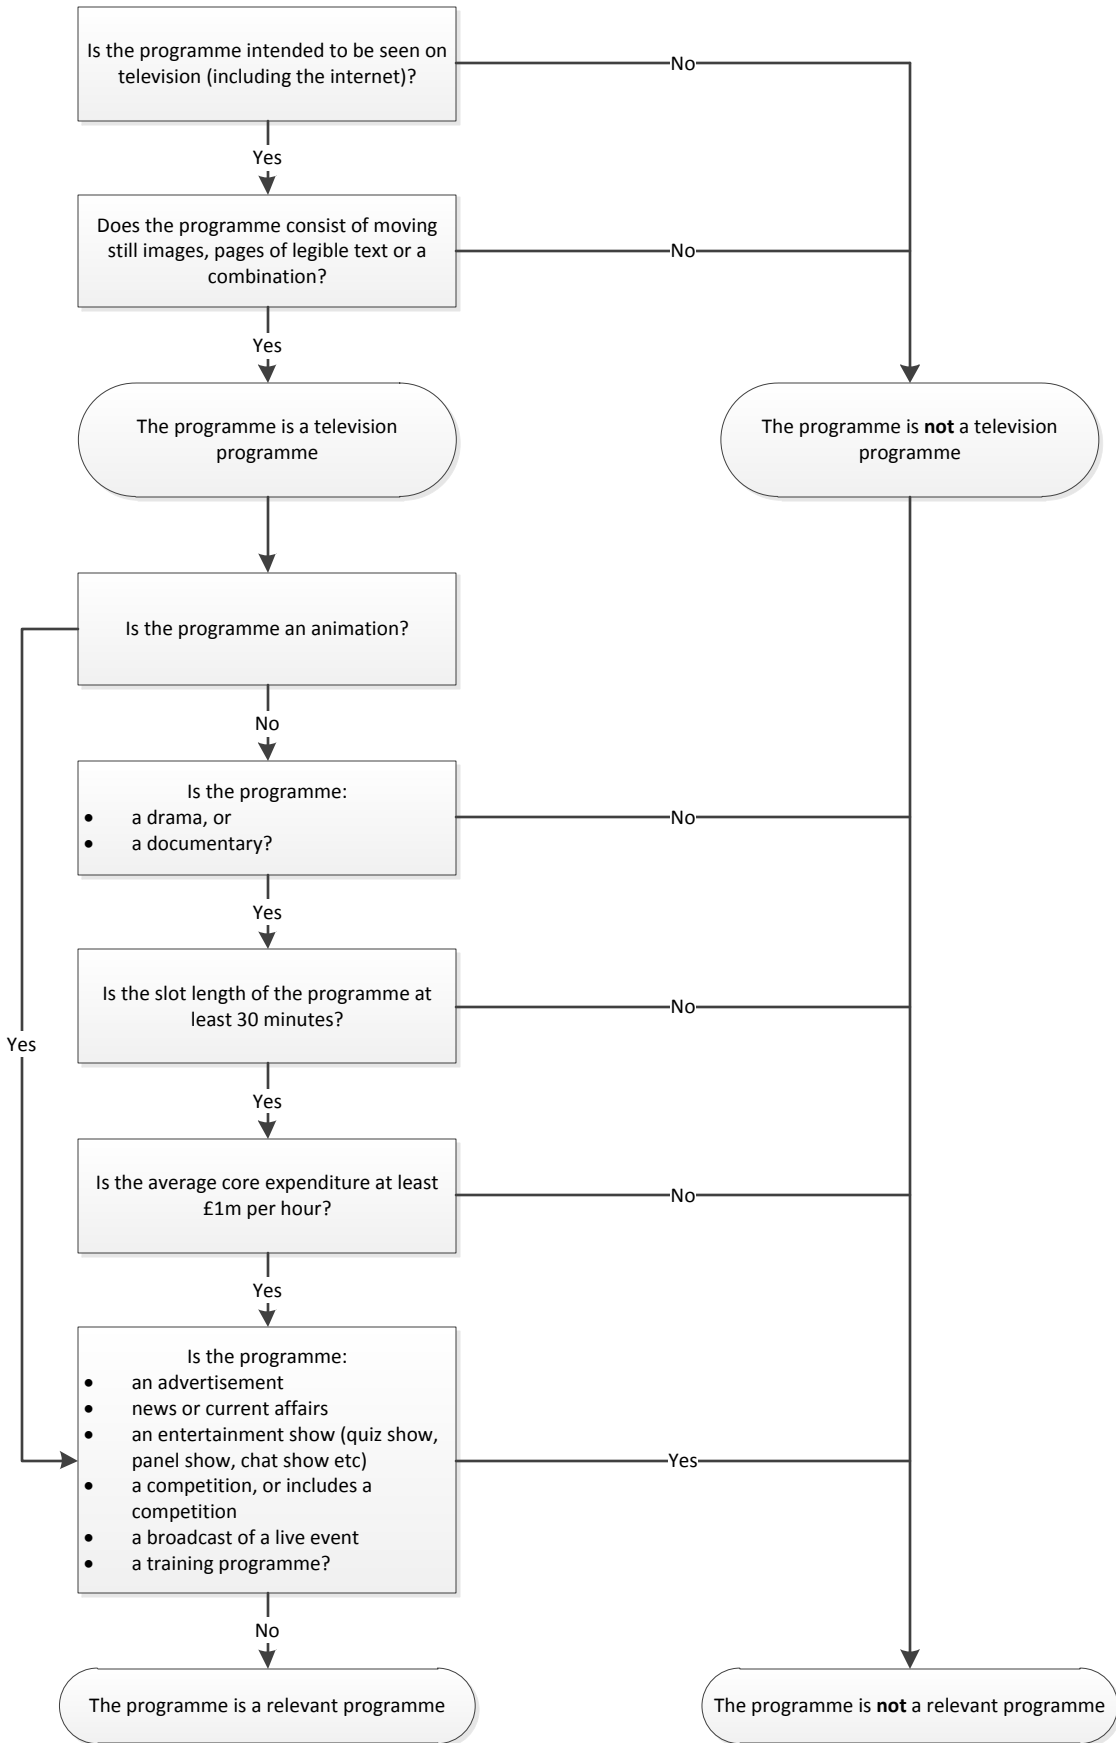 Is the programme intended to be seen on
television (including the internet)?
No
Yes
Does the programme consist of moving
still images, pages of legible text or a
combination?
No
Yes
The programme is a television
programme
The programme is not a television
programme
Is the programme an animation?
No
Is the programme:
• a drama, or
• a documentary?
No
Yes
Is the slot length of the programme at
least 30 minutes?
No
Yes
Yes
Is the average core expenditure at least
£1m per hour?
No
Yes
Is the programme:
• an advertisement
• news or current affairs
• an entertainment show (quiz show,
panel show, chat show etc)
• a competition, or includes a
competition
• a broadcast of a live event
• a training programme?
Yes
No
The programme is a relevant programme
The programme is not a relevant programme